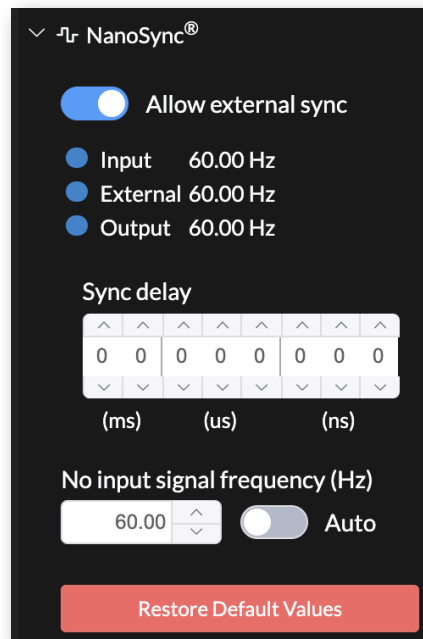 NanoSync®
Allow external sync
Input 60.00 Hz
External 60.00 Hz
Output 60.00 Hz
Sync delay
0 0 0 0 0 0 0 0
(ms) (us) (ns)
No input signal frequency (Hz)
60.00 Auto
Restore Default Values